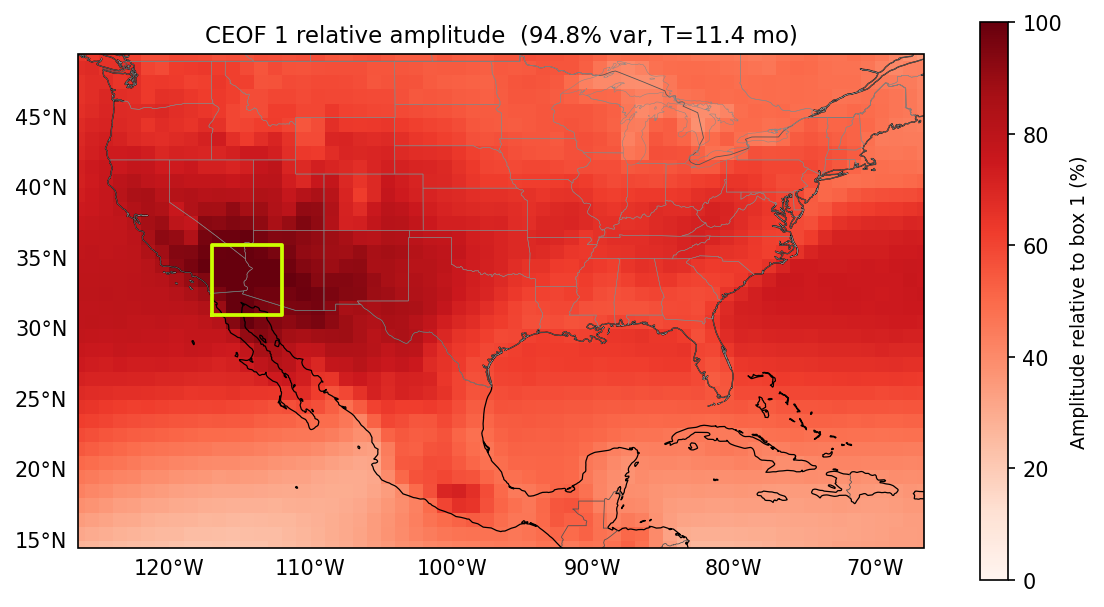 CEOF 1 relative amplitude  (94.8% var, T=11.4 mo)
100
80
60
40
20
0
Amplitude relative to box 1 (%)
45°N
40°N
35°N
30°N
25°N
20°N
15°N
120°W 110°W 100°W 90°W 80°W 70°W